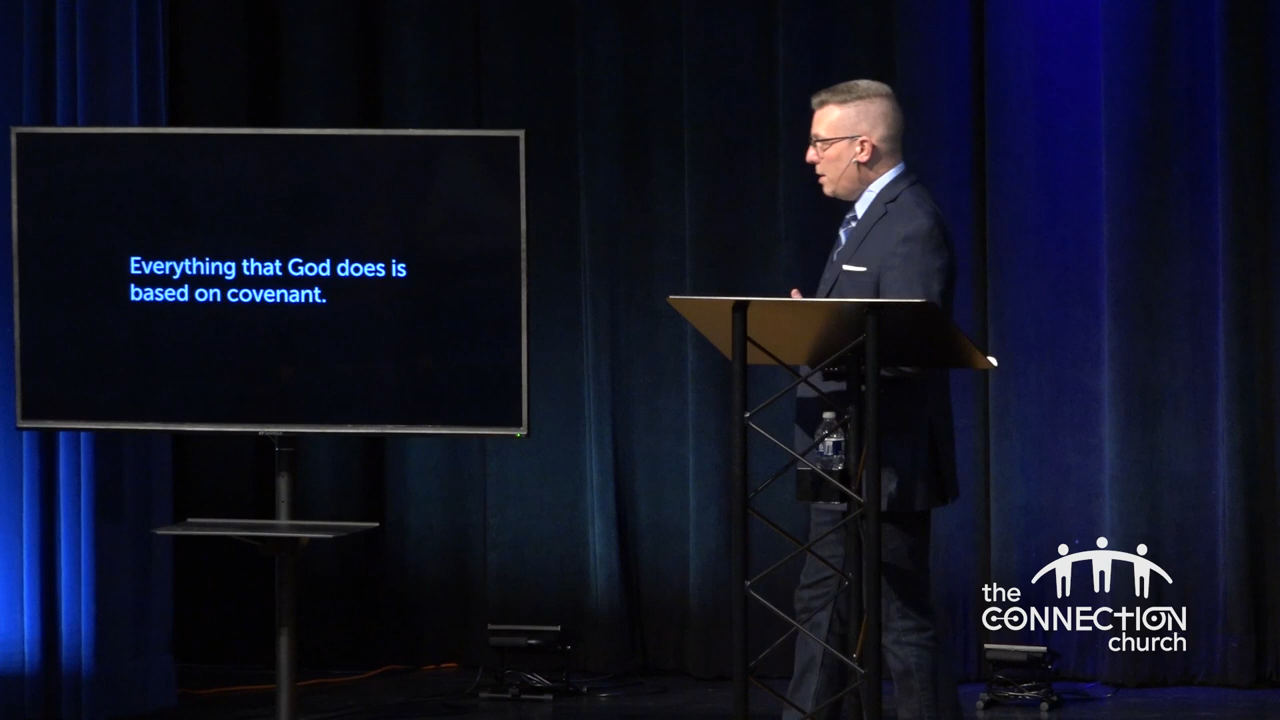 Everything that God does is
based on covenant.
the
CONNECTION
church